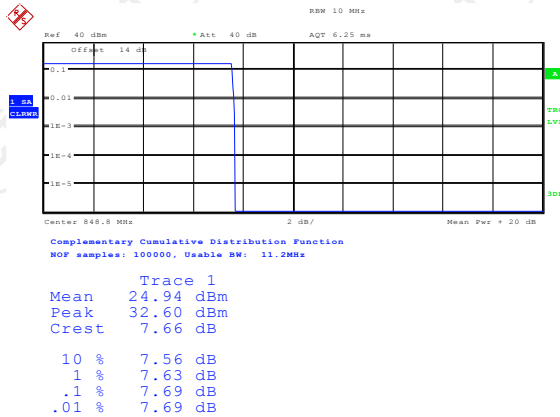 RBW 10 MHz
Ref 40 dBm * Att 40 dB AQT 6.25 ms
Offset 14 dB
0.1
A
0.01
1 SA
CLRWR
TRG
LVL
1E-3
1E-4
1E-5
3DB
Center 848.8 MHz 2 dB/ Mean Pwr + 20 dB
Complementary Cumulative Distribution Function
NOF samples: 100000, Usable BW: 11.2MHz
Trace 1
Mean 24.94 dBm
Peak 32.60 dBm
Crest 7.66 dB
10 % 7.56 dB
1 % 7.63 dB
.1 % 7.69 dB
.01 % 7.69 dB